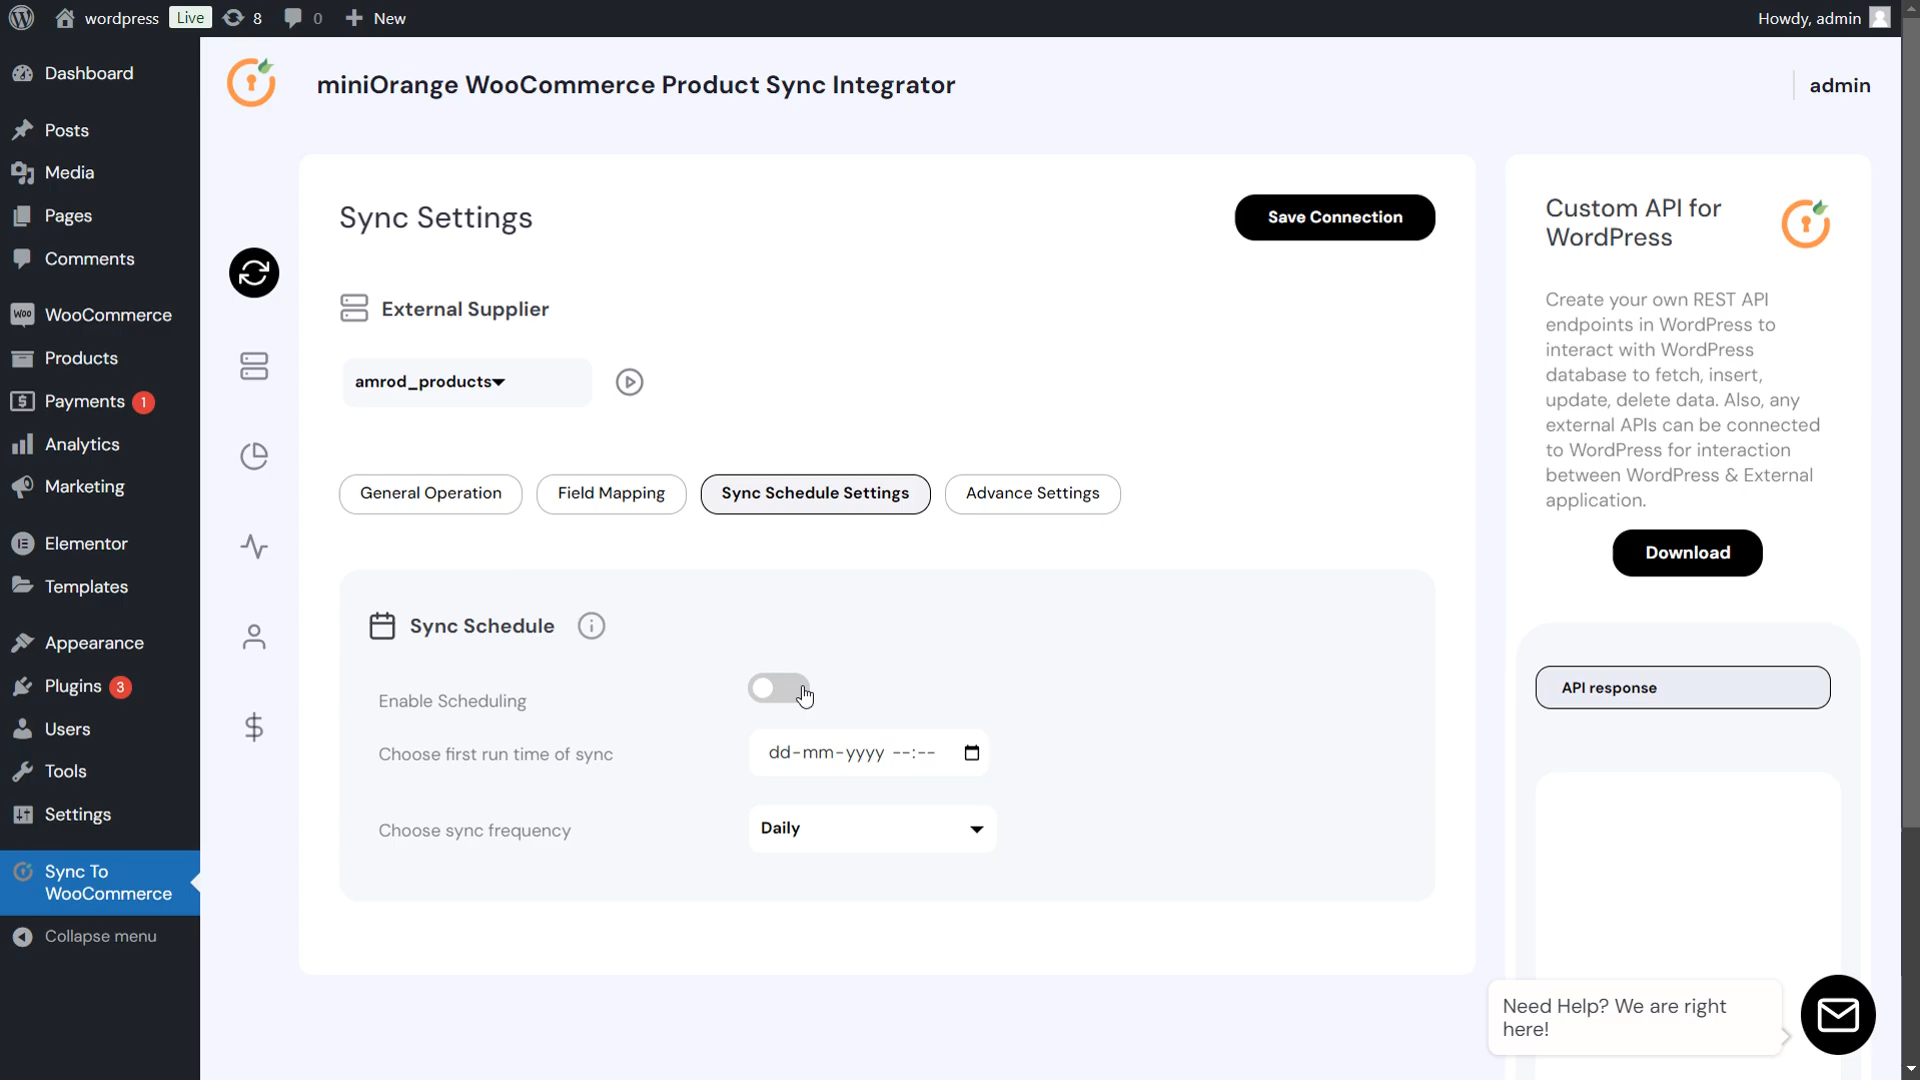 wordpress Live 8 0 New
Howdy, admin
Dashboard
Posts
Media
Pages
Comments
WooCommerce
Products
Payments 1
Analytics
Marketing
Elementor
Templates
Appearance
Plugins 3
Users
Tools
Settings
Sync To
WooCommerce
Collapse menu
miniOrange WooCommerce Product Sync Integrator
admin
Sync Settings
Save Connection
External Supplier
amrod_products
General Operation
Field Mapping
Sync Schedule Settings
Advance Settings
Sync Schedule
Enable Scheduling
Choose first run time of sync
dd-mm-yyyy --:--
Choose sync frequency
Daily
Custom API for
WordPress
Create your own REST API
endpoints in WordPress to
interact with WordPress
database to fetch, insert,
update, delete data. Also, any
external APIs can be connected
to WordPress for interaction
between WordPress & External
application.
Download
API response
Need Help? We are right
here!